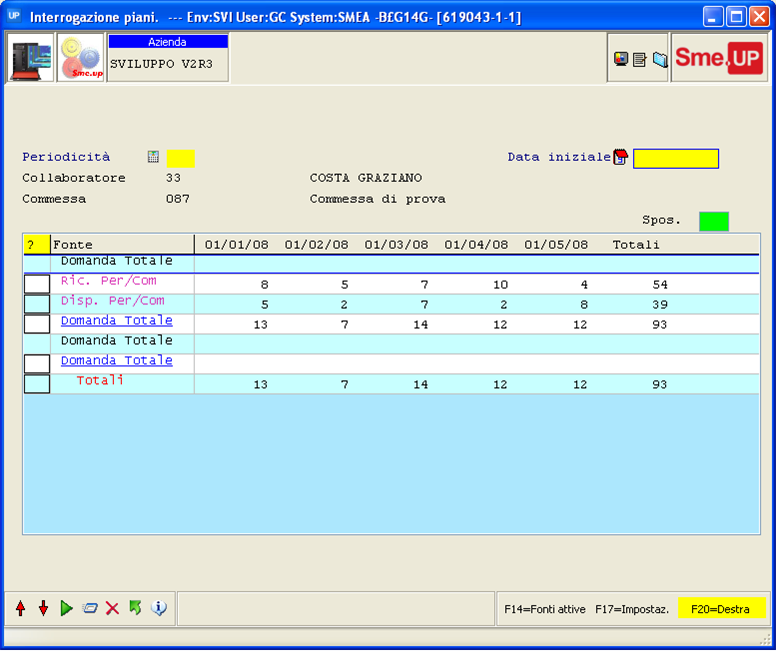 UP Interrogazione piani. --- Env:SVI User:GC System:SMEA -B£G14G- [619043-1-1]
Sme.up
Azienda
SVILUPPO V2R3
Sme.UP
Periodicità Data iniziale
Collaboratore 33 COSTA GRAZIANO
Commessa 087 Commessa di prova
Spos.
? Fonte 01/01/08 01/02/08 01/03/08 01/04/08 01/05/08 Totali
Domanda Totale
Ric. Per/Com 8 5 7 10 4 54
Disp. Per/Com 5 2 7 2 8 39
Domanda Totale 13 7 14 12 12 93
Domanda Totale
Domanda Totale
Totali 13 7 14 12 12 93
F14=Fonti attive F17=Impostaz. F20=Destra